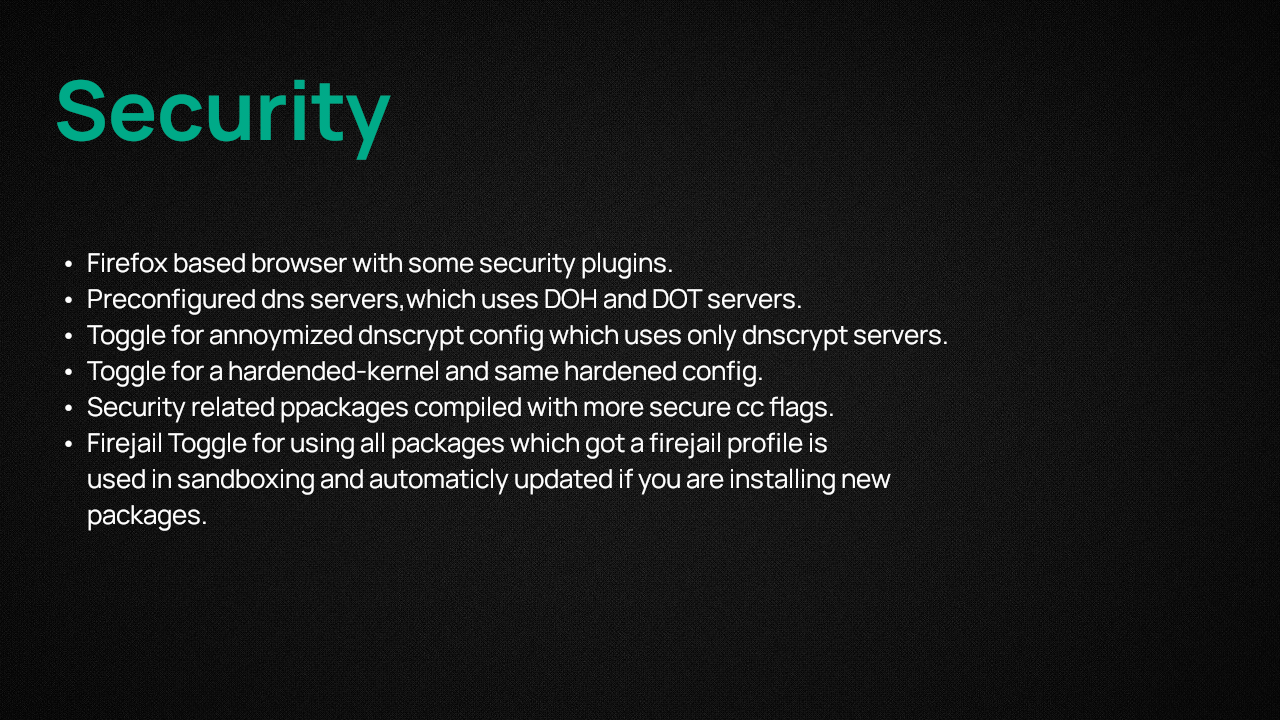 Security
• Firefox based browser with some security plugins.
• Preconfigured dns servers,which uses DOH and DOT servers.
• Toggle for annoymized dnscrypt config which uses only dnscrypt servers.
• Toggle for a hardended-kernel and same hardened config.
• Security related ppackages compiled with more secure cc flags.
• Firejail Toggle for using all packages which got a firejail profile is
used in sandboxing and automaticly updated if you are installing new
packages.